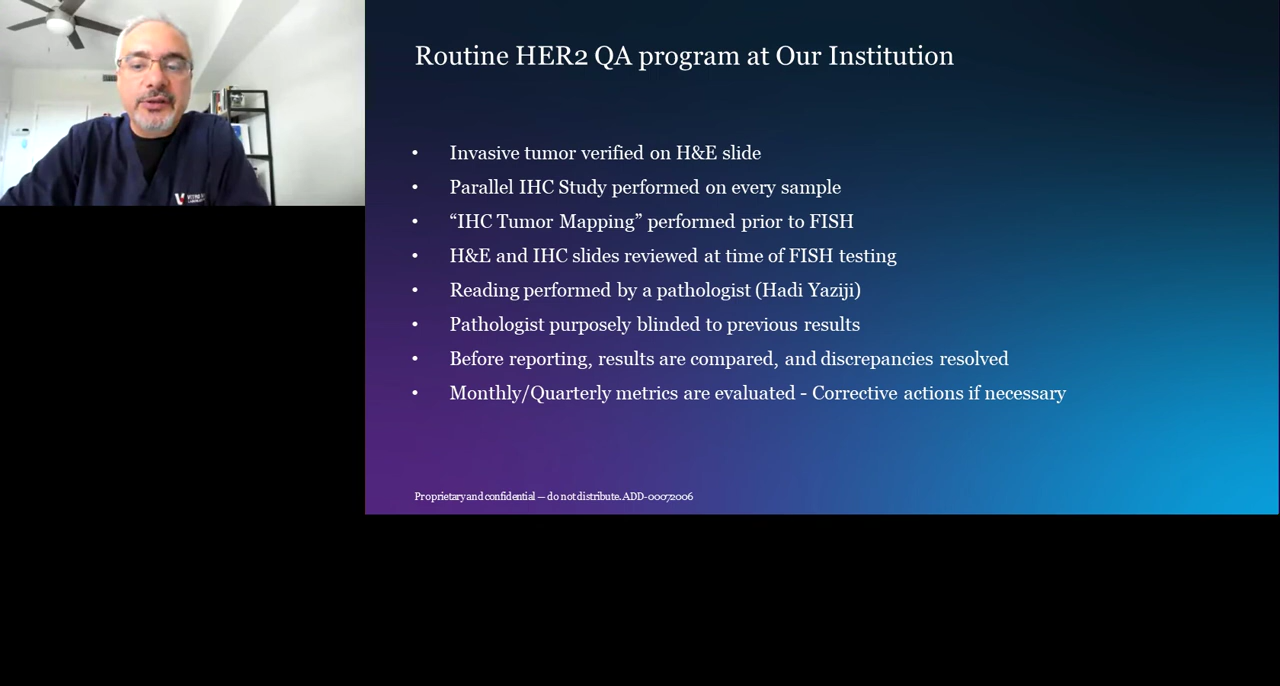 Routine HER2 QA program at Our Institution
• Invasive tumor verified on H&E slide
• Parallel IHC Study performed on every sample
• “IHC Tumor Mapping” performed prior to FISH
• H&E and IHC slides reviewed at time of FISH testing
• Reading performed by a pathologist (Hadi Yaziji)
• Pathologist purposely blinded to previous results
• Before reporting, results are compared, and discrepancies resolved
• Monthly/Quarterly metrics are evaluated - Corrective actions if necessary
Proprietary and confidential — do not distribute. ADD-00072006